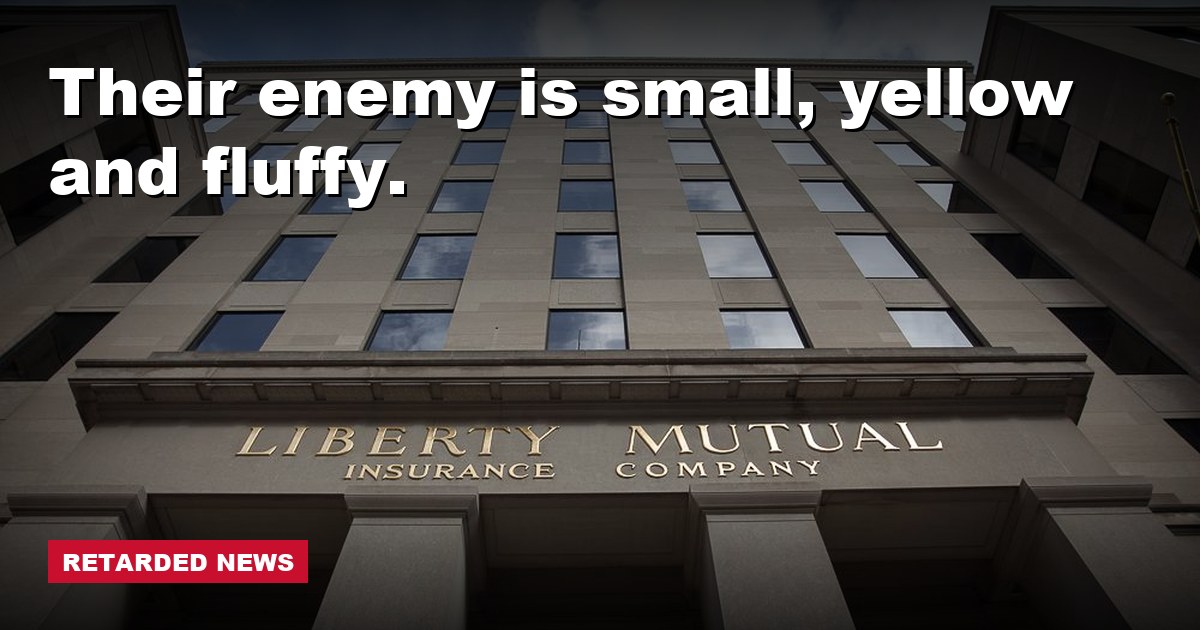 Their enemy is small, yellow
and fluffy.
LIBERTY MUTUAL
INSURANCE COMPANY
RETARDED NEWS